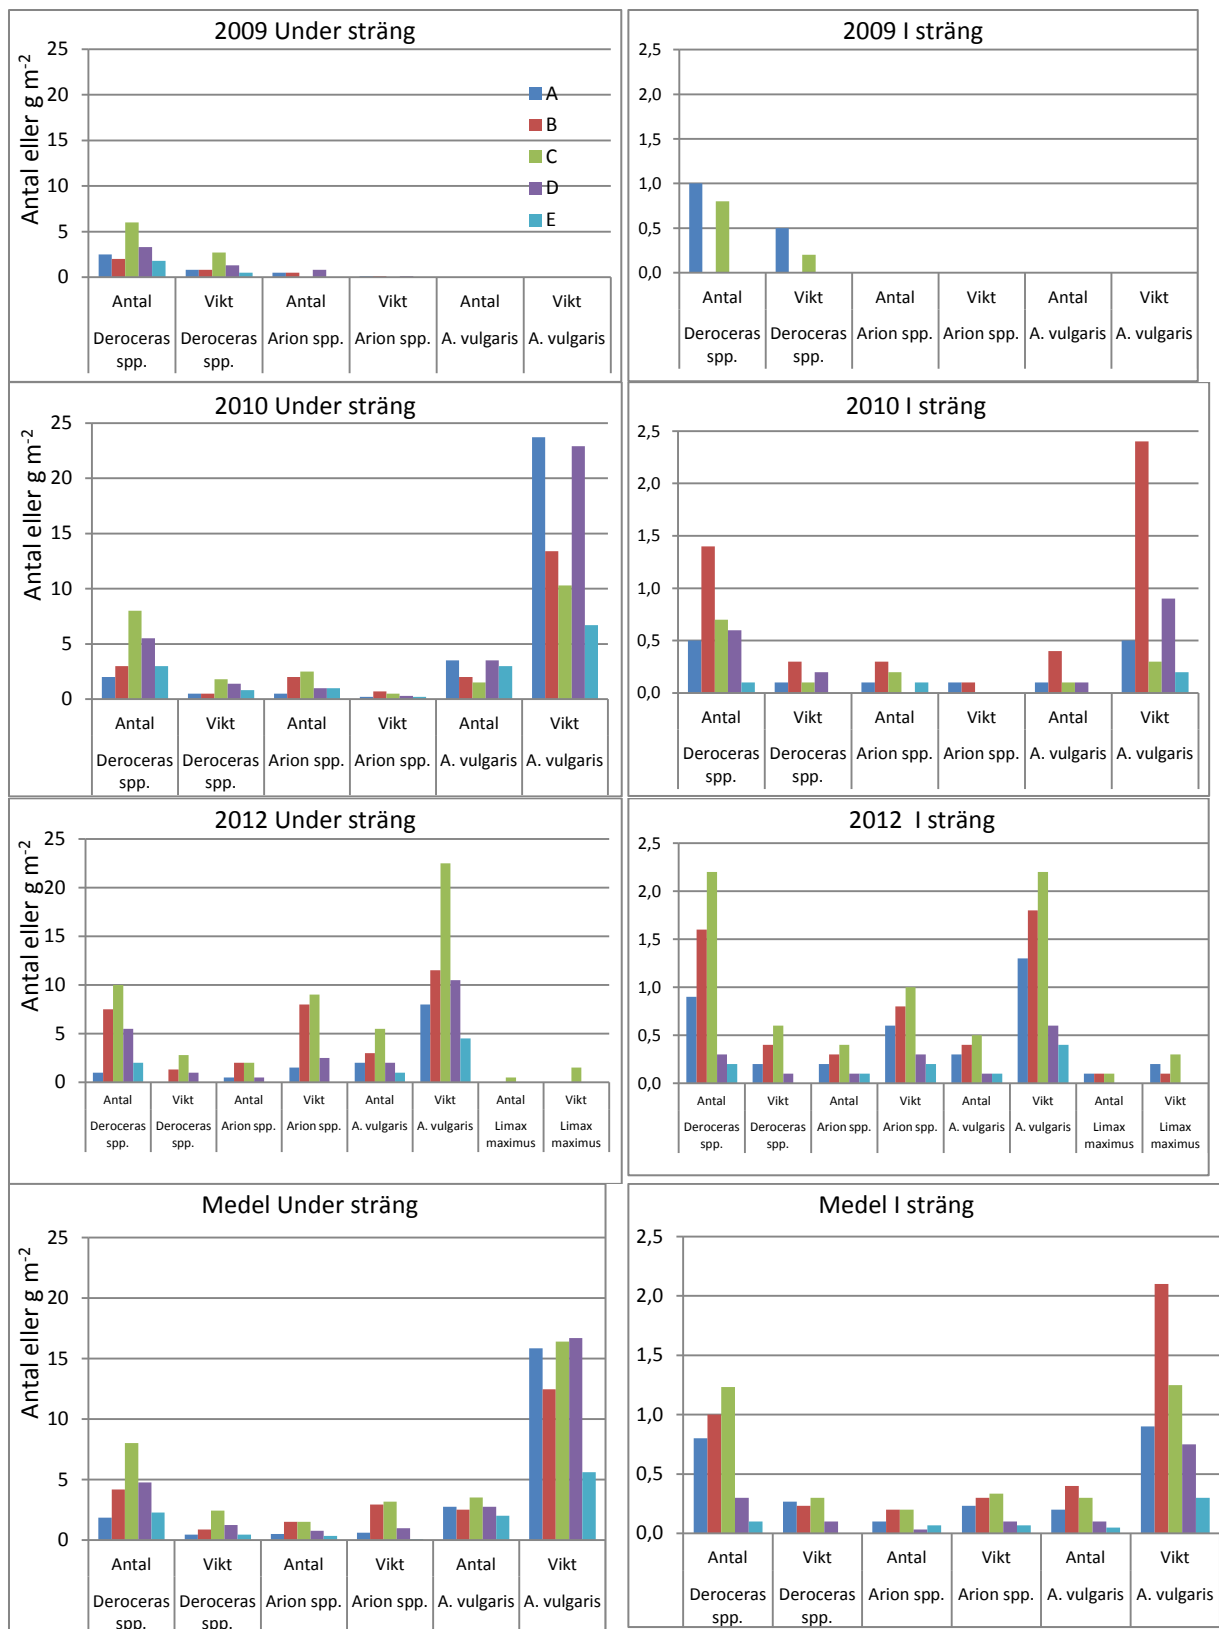 2009 Under sträng
Antal eller g m-2
25
20
15
10
5
0
A
B
C
D
E
Antal Vikt Antal Vikt Antal Vikt
Deroceras spp. Deroceras spp. Arion spp. Arion spp. A. vulgaris A. vulgaris
2009 I sträng
2,5
2,0
1,5
1,0
0,5
0,0
Antal Vikt Antal Vikt Antal Vikt
Deroceras spp. Deroceras spp. Arion spp. Arion spp. A. vulgaris A. vulgaris
2010 Under sträng
Antal eller g m-2
25
20
15
10
5
0
Antal Vikt Antal Vikt Antal Vikt
Deroceras spp. Deroceras spp. Arion spp. Arion spp. A. vulgaris A. vulgaris
2010 I sträng
2,5
2,0
1,5
1,0
0,5
0,0
Antal Vikt Antal Vikt Antal Vikt
Deroceras spp. Deroceras spp. Arion spp. Arion spp. A. vulgaris A. vulgaris
2012 Under sträng
Antal eller g m-2
25
20
15
10
5
0
Antal Vikt Antal Vikt Antal Vikt Antal Vikt
Deroceras spp. Deroceras spp. Arion spp. Arion spp. A. vulgaris A. vulgaris Limax maximus Limax maximus
2012 I sträng
2,5
2,0
1,5
1,0
0,5
0,0
Antal Vikt Antal Vikt Antal Vikt Antal Vikt
Deroceras spp. Deroceras spp. Arion spp. Arion spp. A. vulgaris A. vulgaris Limax maximus Limax maximus
Medel Under sträng
Antal eller g m-2
25
20
15
10
5
0
Antal Vikt Antal Vikt Antal Vikt
Deroceras spp. Deroceras spp. Arion spp. Arion spp. A. vulgaris A. vulgaris
Medel I sträng
2,5
2,0
1,5
1,0
0,5
0,0
Antal Vikt Antal Vikt Antal Vikt
Deroceras spp. Deroceras spp. Arion spp. Arion spp. A. vulgaris A. vulgaris